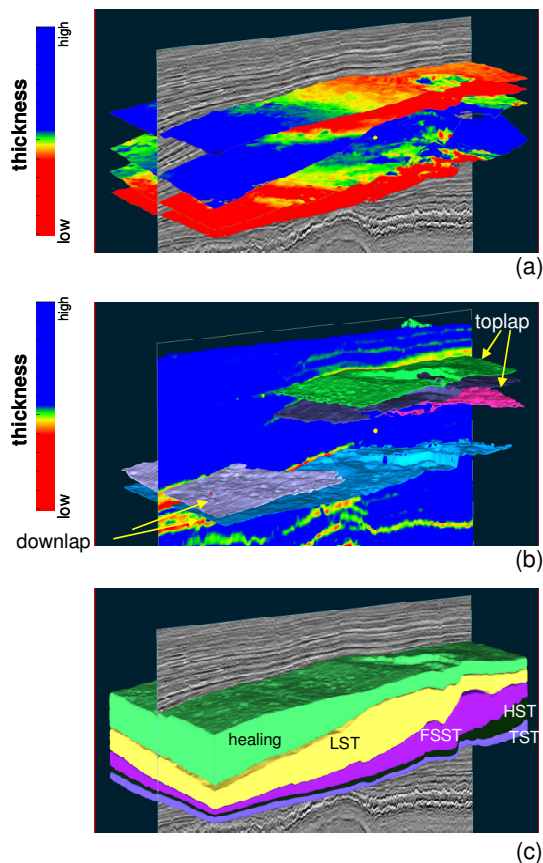 high
thickness
low
(a)
high
thickness
low
toplap
downlap
(b)
healing
LST
FSST
HST
TST
(c)